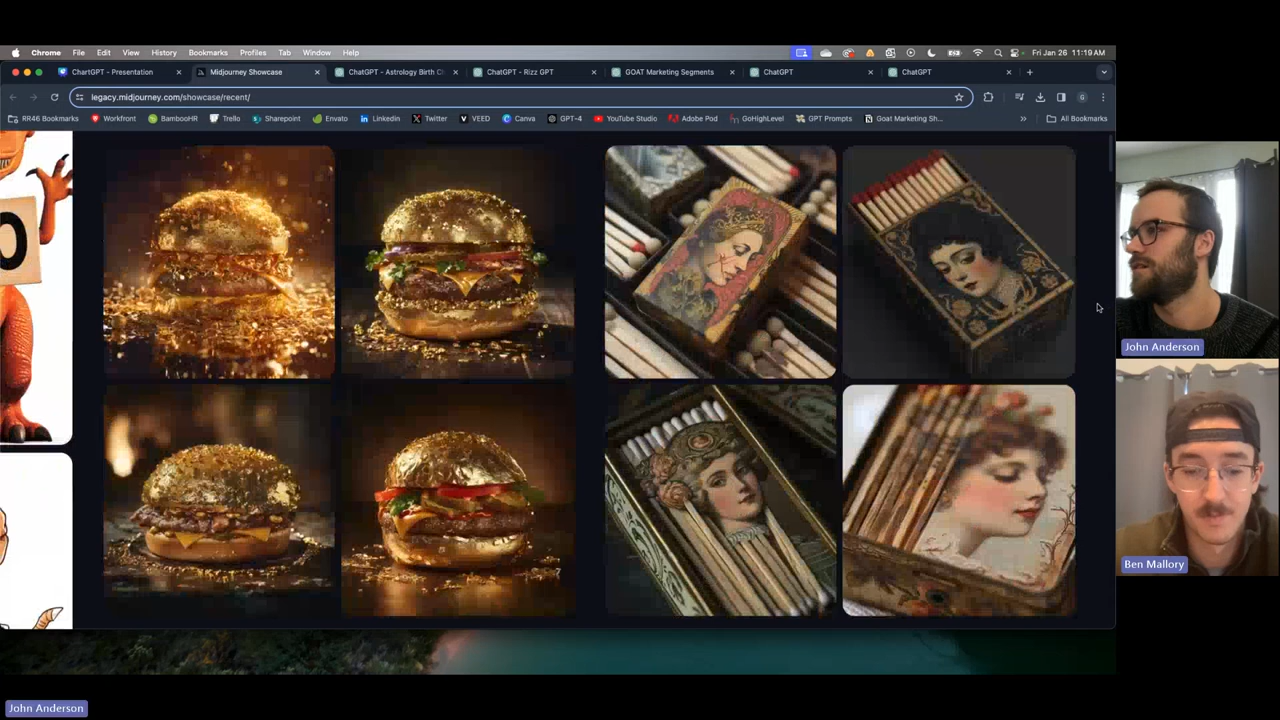 Chrome File Edit View History Bookmarks Profiles Tab Window Help Fri Jan 26 11:19 AM
ChartGPT - Presentation Midjourney Showcase ChatGPT - Astrology Birth C ChatGPT - Rizz GPT GOAT Marketing Segments ChatGPT ChatGPT
legacy.midjourney.com/showcase/recent/ G
RR46 Bookmarks Workfront BambooHR Trello Sharepoint Envato Linkedin Twitter VEED Canva GPT-4 YouTube Studio Adobe Pod GoHighLevel GPT Prompts Goat Marketing Sh... » All Bookmarks
John Anderson
Ben Mallory
John Anderson